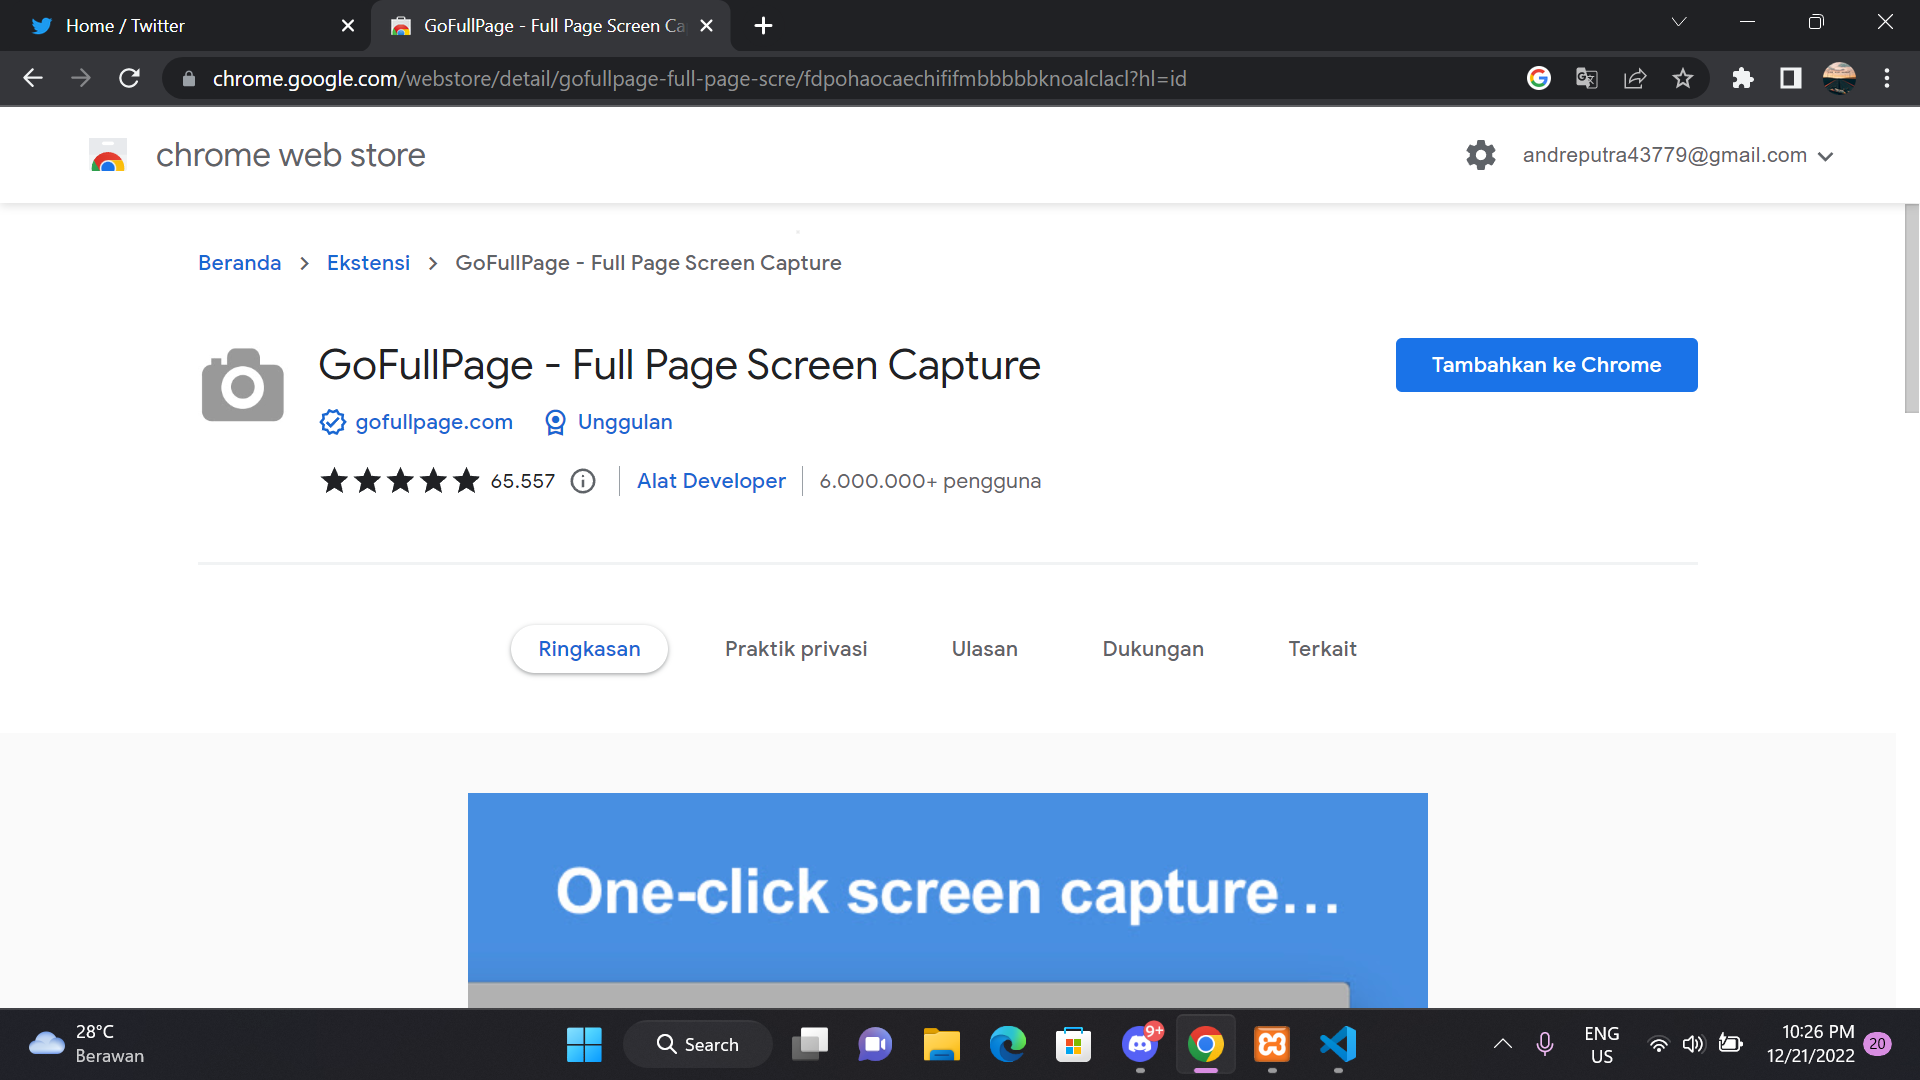 Home / Twitter
GoFullPage - Full Page Screen Ca
chrome.google.com/webstore/detail/gofullpage-full-page-scre/fdpohaocaechififmbbbbbknoalclacl?hl=id
chrome web store
andreputra43779@gmail.com
Beranda > Ekstensi > GoFullPage - Full Page Screen Capture
GoFullPage - Full Page Screen Capture
Tambahkan ke Chrome
gofullpage.com Unggulan
65.557 Alat Developer 6.000.000+ pengguna
Ringkasan Praktik privasi Ulasan Dukungan Terkait
One-click screen capture...
28°C
Berawan
Search
9+
ENG
US
10:26 PM
12/21/2022
20